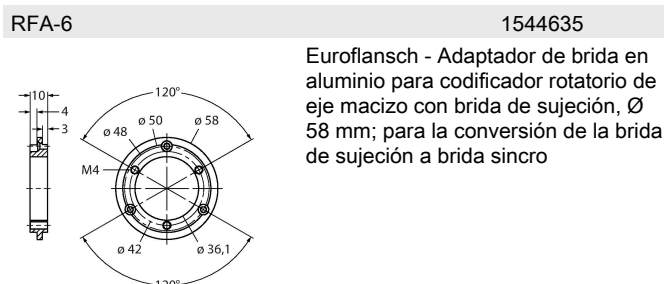 RFA-6 1544635
Euroflansch - Adaptador de brida en
aluminio para codificador rotatorio de
eje macizo con brida de sujeción, Ø
58 mm; para la conversión de la brida
de sujeción a brida sincro
10
4
3
120°
ø 48
ø 50
ø 58
M4
ø 42
ø 36,1
120°